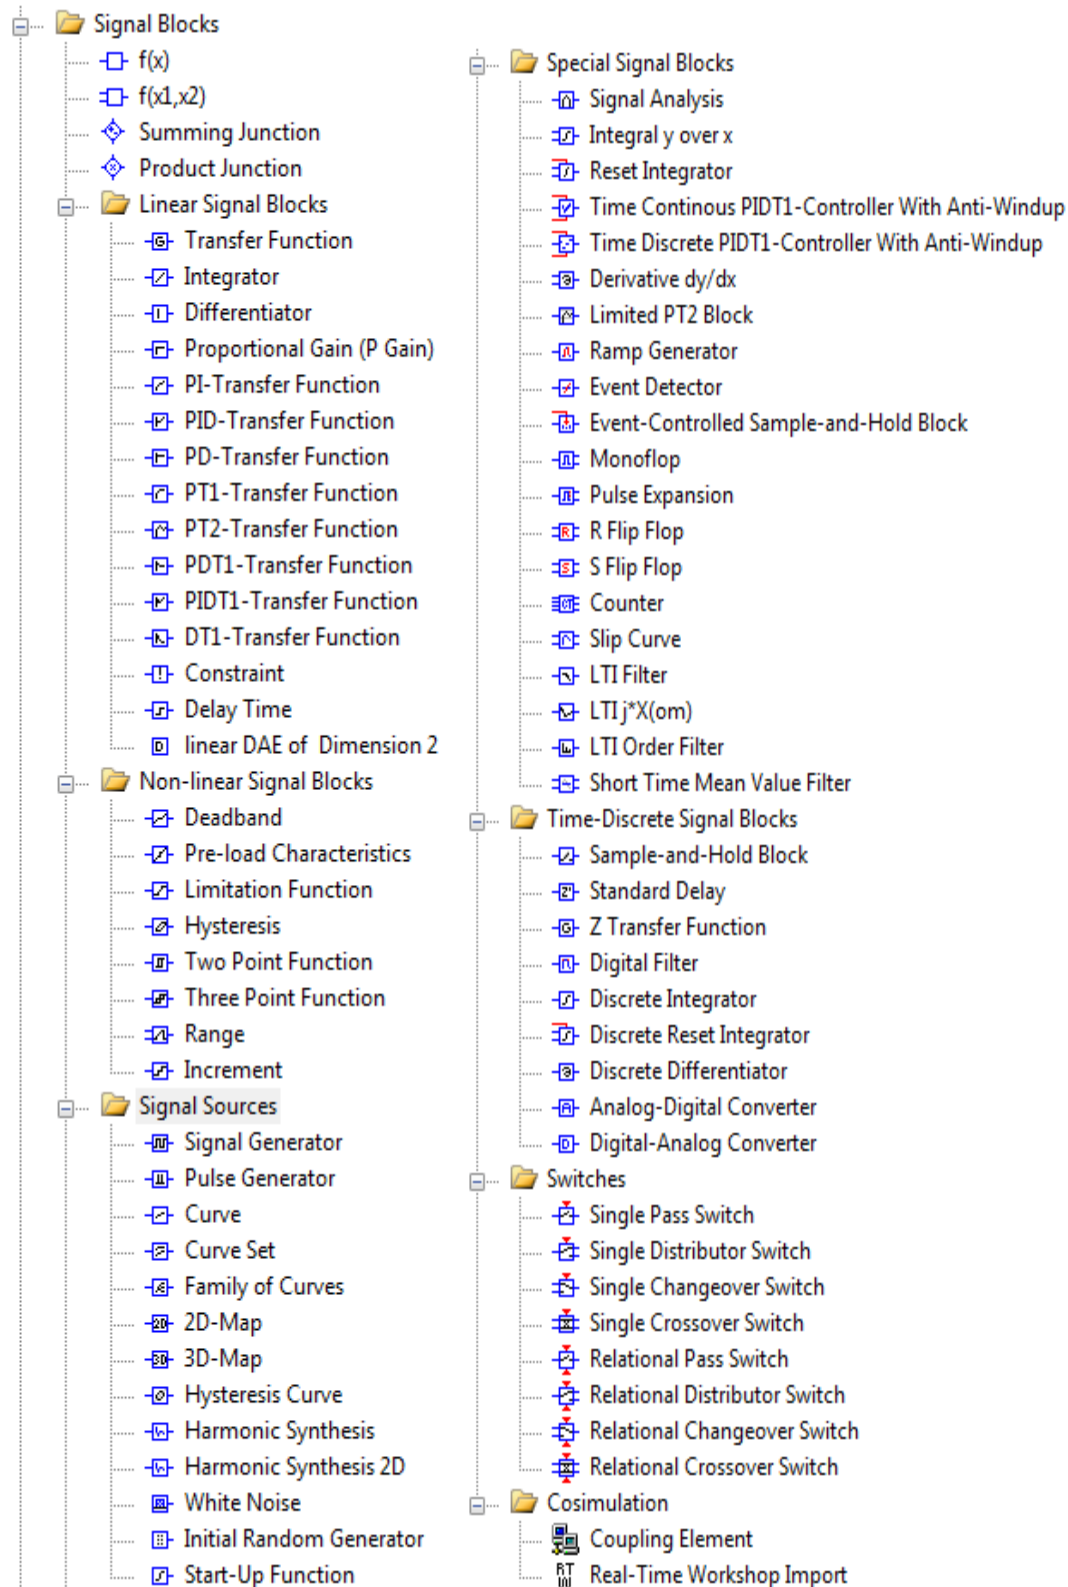 Signal Blocks
f(x)
f(x1,x2)
Summing Junction
Product Junction
Linear Signal Blocks
Transfer Function
Integrator
Differentiator
Proportional Gain (P Gain)
PI-Transfer Function
PID-Transfer Function
PD-Transfer Function
PT1-Transfer Function
PT2-Transfer Function
PDT1-Transfer Function
PIDT1-Transfer Function
DT1-Transfer Function
Constraint
Delay Time
linear DAE of  Dimension 2
Non-linear Signal Blocks
Deadband
Pre-load Characteristics
Limitation Function
Hysteresis
Two Point Function
Three Point Function
Range
Increment
Signal Sources
Signal Generator
Pulse Generator
Curve
Curve Set
Family of Curves
2D-Map
3D-Map
Hysteresis Curve
Harmonic Synthesis
Harmonic Synthesis 2D
White Noise
Initial Random Generator
Start-Up Function
Special Signal Blocks
Signal Analysis
Integral y over x
Reset Integrator
Time Continous PIDT1-Controller With Anti-Windup
Time Discrete PIDT1-Controller With Anti-Windup
Derivative dy/dx
Limited PT2 Block
Ramp Generator
Event Detector
Event-Controlled Sample-and-Hold Block
Monoflop
Pulse Expansion
R Flip Flop
S Flip Flop
Counter
Slip Curve
LTI Filter
LTI j*X(om)
LTI Order Filter
Short Time Mean Value Filter
Time-Discrete Signal Blocks
Sample-and-Hold Block
Standard Delay
Z Transfer Function
Digital Filter
Discrete Integrator
Discrete Reset Integrator
Discrete Differentiator
Analog-Digital Converter
Digital-Analog Converter
Switches
Single Pass Switch
Single Distributor Switch
Single Changeover Switch
Single Crossover Switch
Relational Pass Switch
Relational Distributor Switch
Relational Changeover Switch
Relational Crossover Switch
Cosimulation
Coupling Element
Real-Time Workshop Import